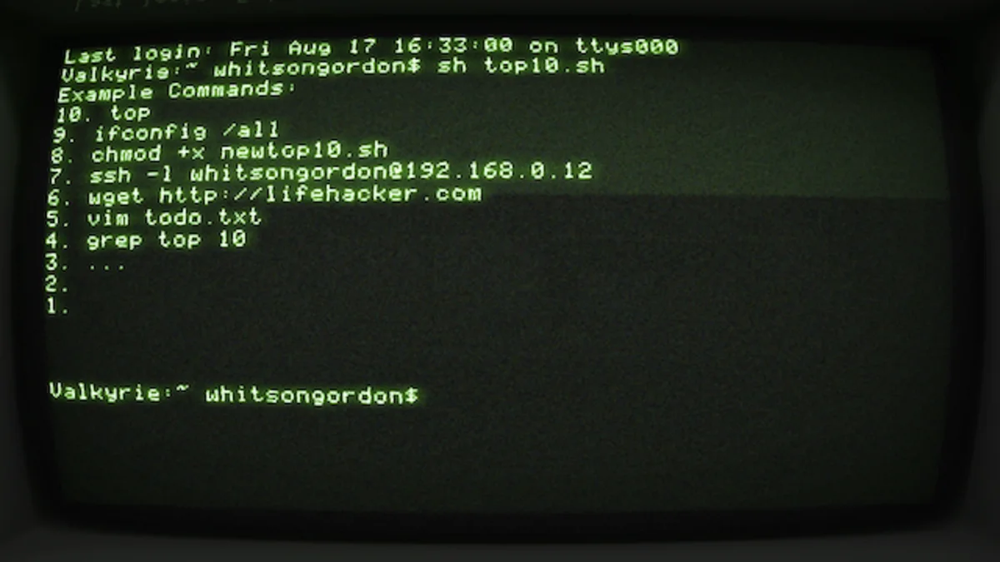 Last login: Fri Aug 17 16:33:00 on ttys000
Valkyrie:~ whitsongordon$ sh top10.sh
Example Commands:
10. top
9. ifconfig /all
8. chmod +x newtop10.sh
7. ssh -l whitsongordon@192.168.0.12
6. wget http://lifehacker.com
5. vim todo.txt
4. grep top 10
3. ...
2.
1.
Valkyrie:~ whitsongordon$